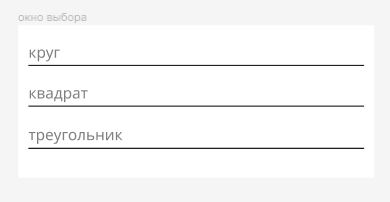 окно выбора
круг
квадрат
треугольник